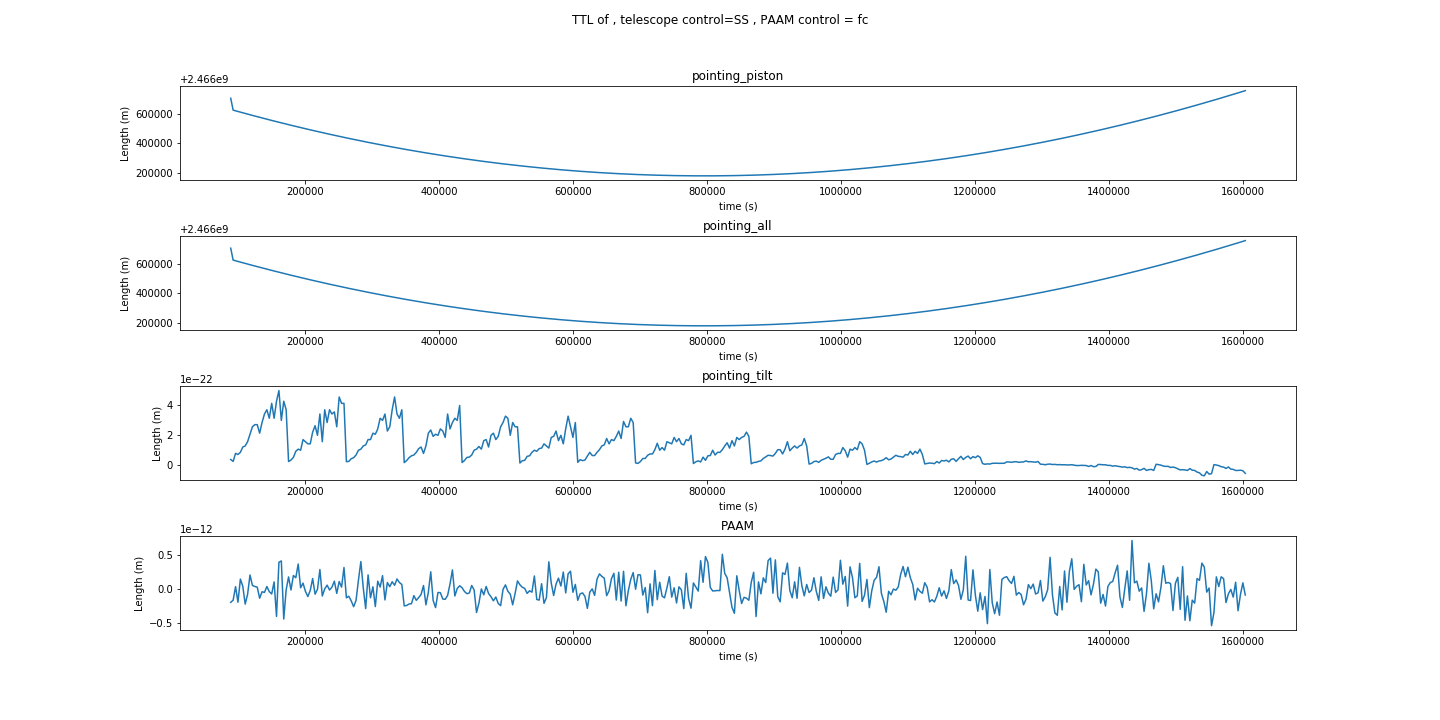 TTL of , telescope control=SS , PAAM control = fc
pointing_piston
+2.466e9
Length (m)
600000
400000
200000
200000 400000 600000 800000 1000000 1200000 1400000 1600000
time (s)
pointing_all
+2.466e9
Length (m)
600000
400000
200000
200000 400000 600000 800000 1000000 1200000 1400000 1600000
time (s)
pointing_tilt
1e−22
Length (m)
4
2
0
200000 400000 600000 800000 1000000 1200000 1400000 1600000
time (s)
PAAM
1e−12
Length (m)
0.5
0.0
−0.5
200000 400000 600000 800000 1000000 1200000 1400000 1600000
time (s)